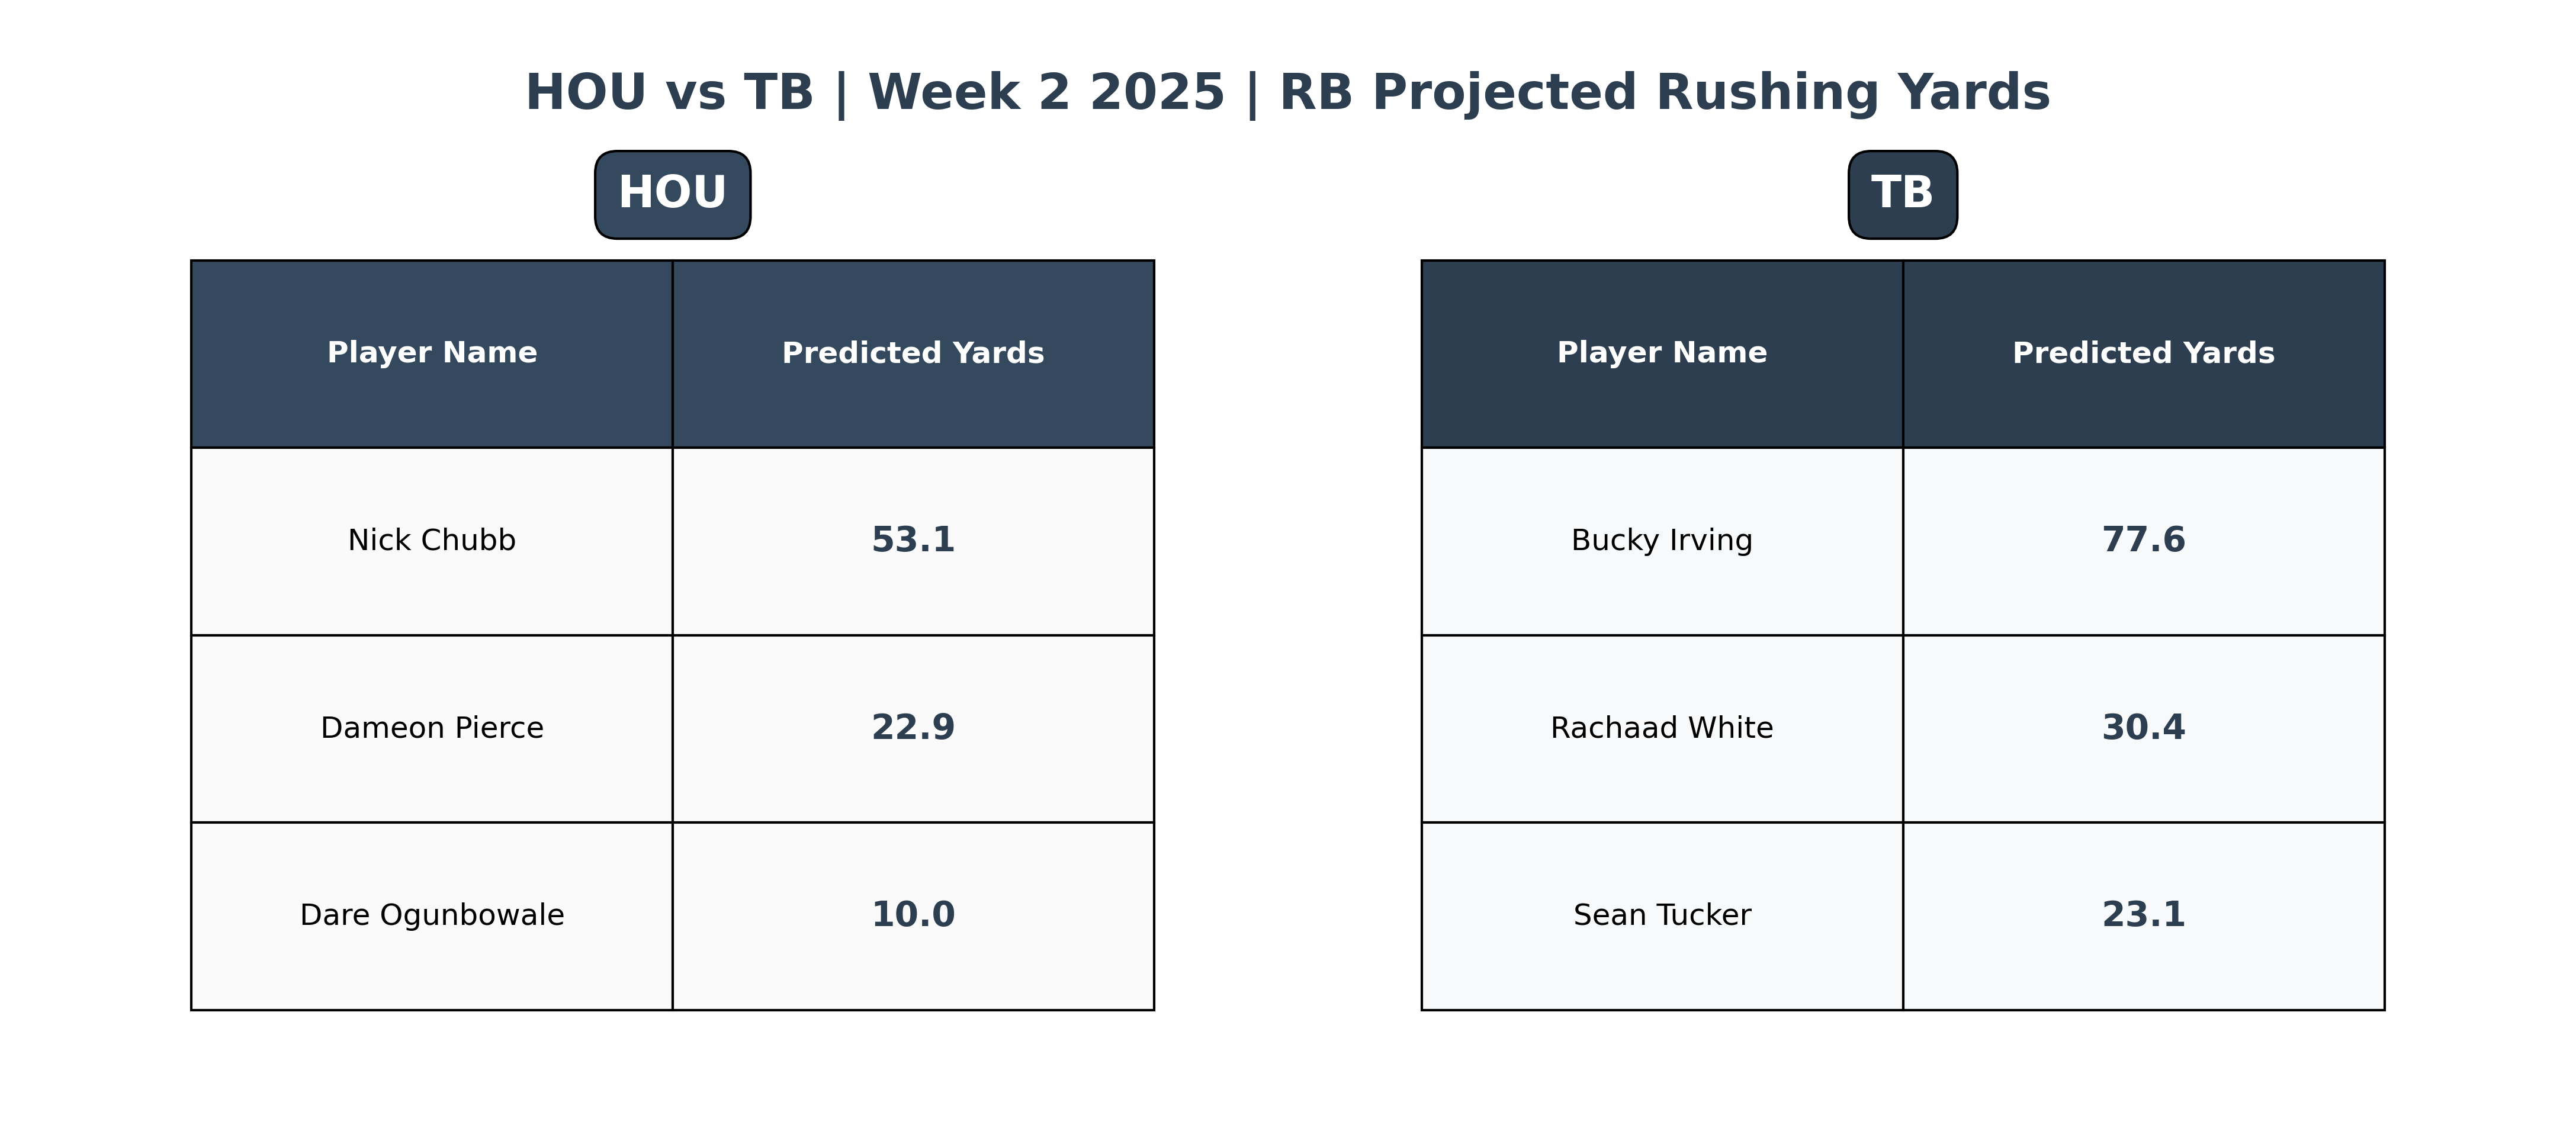 HOU vs TB | Week 2 2025 | RB Projected Rushing Yards
HOU
Player Name Predicted Yards
Nick Chubb 53.1
Dameon Pierce 22.9
Dare Ogunbowale 10.0
TB
Player Name Predicted Yards
Bucky Irving 77.6
Rachaad White 30.4
Sean Tucker 23.1